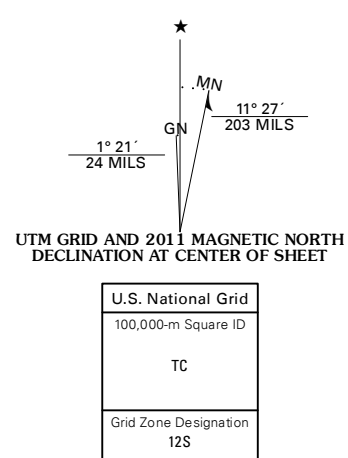 MN
11° 27´
203 MILS
GN
1° 21´
24 MILS
UTM GRID AND 2011 MAGNETIC NORTH
DECLINATION AT CENTER OF SHEET
U.S. National Grid
100,000-m Square ID
TC
Grid Zone Designation
12S